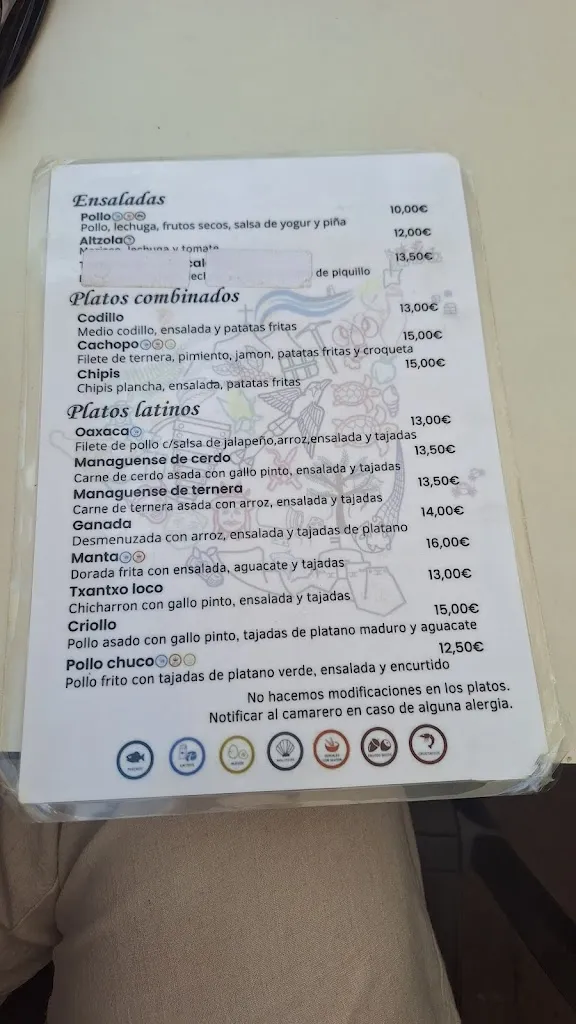 Ensaladas
Pollo 10,00€
Pollo, lechuga, frutos secos, salsa de yogur y piña
Altzola 12,00€
lechuga y tomate
13,50€
de piquillo
Platos combinados
Codillo 13,00€
Medio codillo, ensalada y patatas fritas
Cachopo 15,00€
Filete de ternera, pimiento, jamon, patatas fritas y croqueta
Chipis 15,00€
Chipis plancha, ensalada, patatas fritas
Platos latinos
Oaxaca 13,00€
Filete de pollo c/salsa de jalapeño,arroz,ensalada y tajadas
Managuense de cerdo 13,50€
Carne de cerdo asada con gallo pinto, ensalada y tajadas
Managuense de ternera 13,50€
Carne de ternera asada con arroz, ensalada y tajadas
Ganada 14,00€
Desmenuzada con arroz, ensalada y tajadas de platano
Manta 16,00€
Dorada frita con ensalada, aguacate y tajadas
Txantxo loco 13,00€
Chicharron con gallo pinto, ensalada y tajadas
Criollo 15,00€
Pollo asado con gallo pinto, tajadas de platano maduro y aguacate
Pollo chuco 12,50€
Pollo frito con tajadas de platano verde, ensalada y encurtido
No hacemos modificaciones en los platos.
Notificar al camarero en caso de alguna alergia.